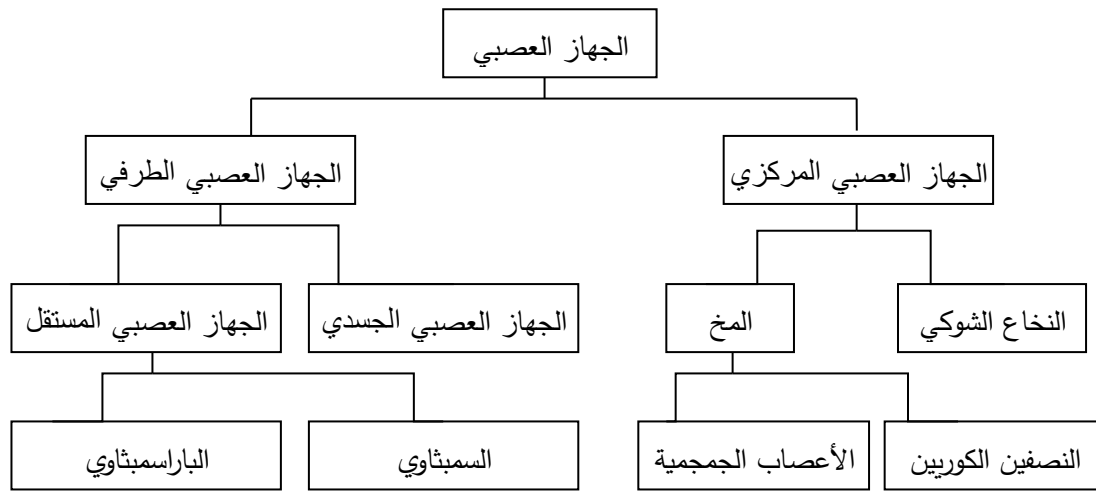 الجهاز العصبي
الجهاز العصبي المركزي
الجهاز العصبي الطرفي
النخاع الشوكي
المخ
الجهاز العصبي الجسدي
الجهاز العصبي المستقل
النصفين الكوريين
الأعصاب الجمجمية
السمبثاوي
الباراسمبثاوي